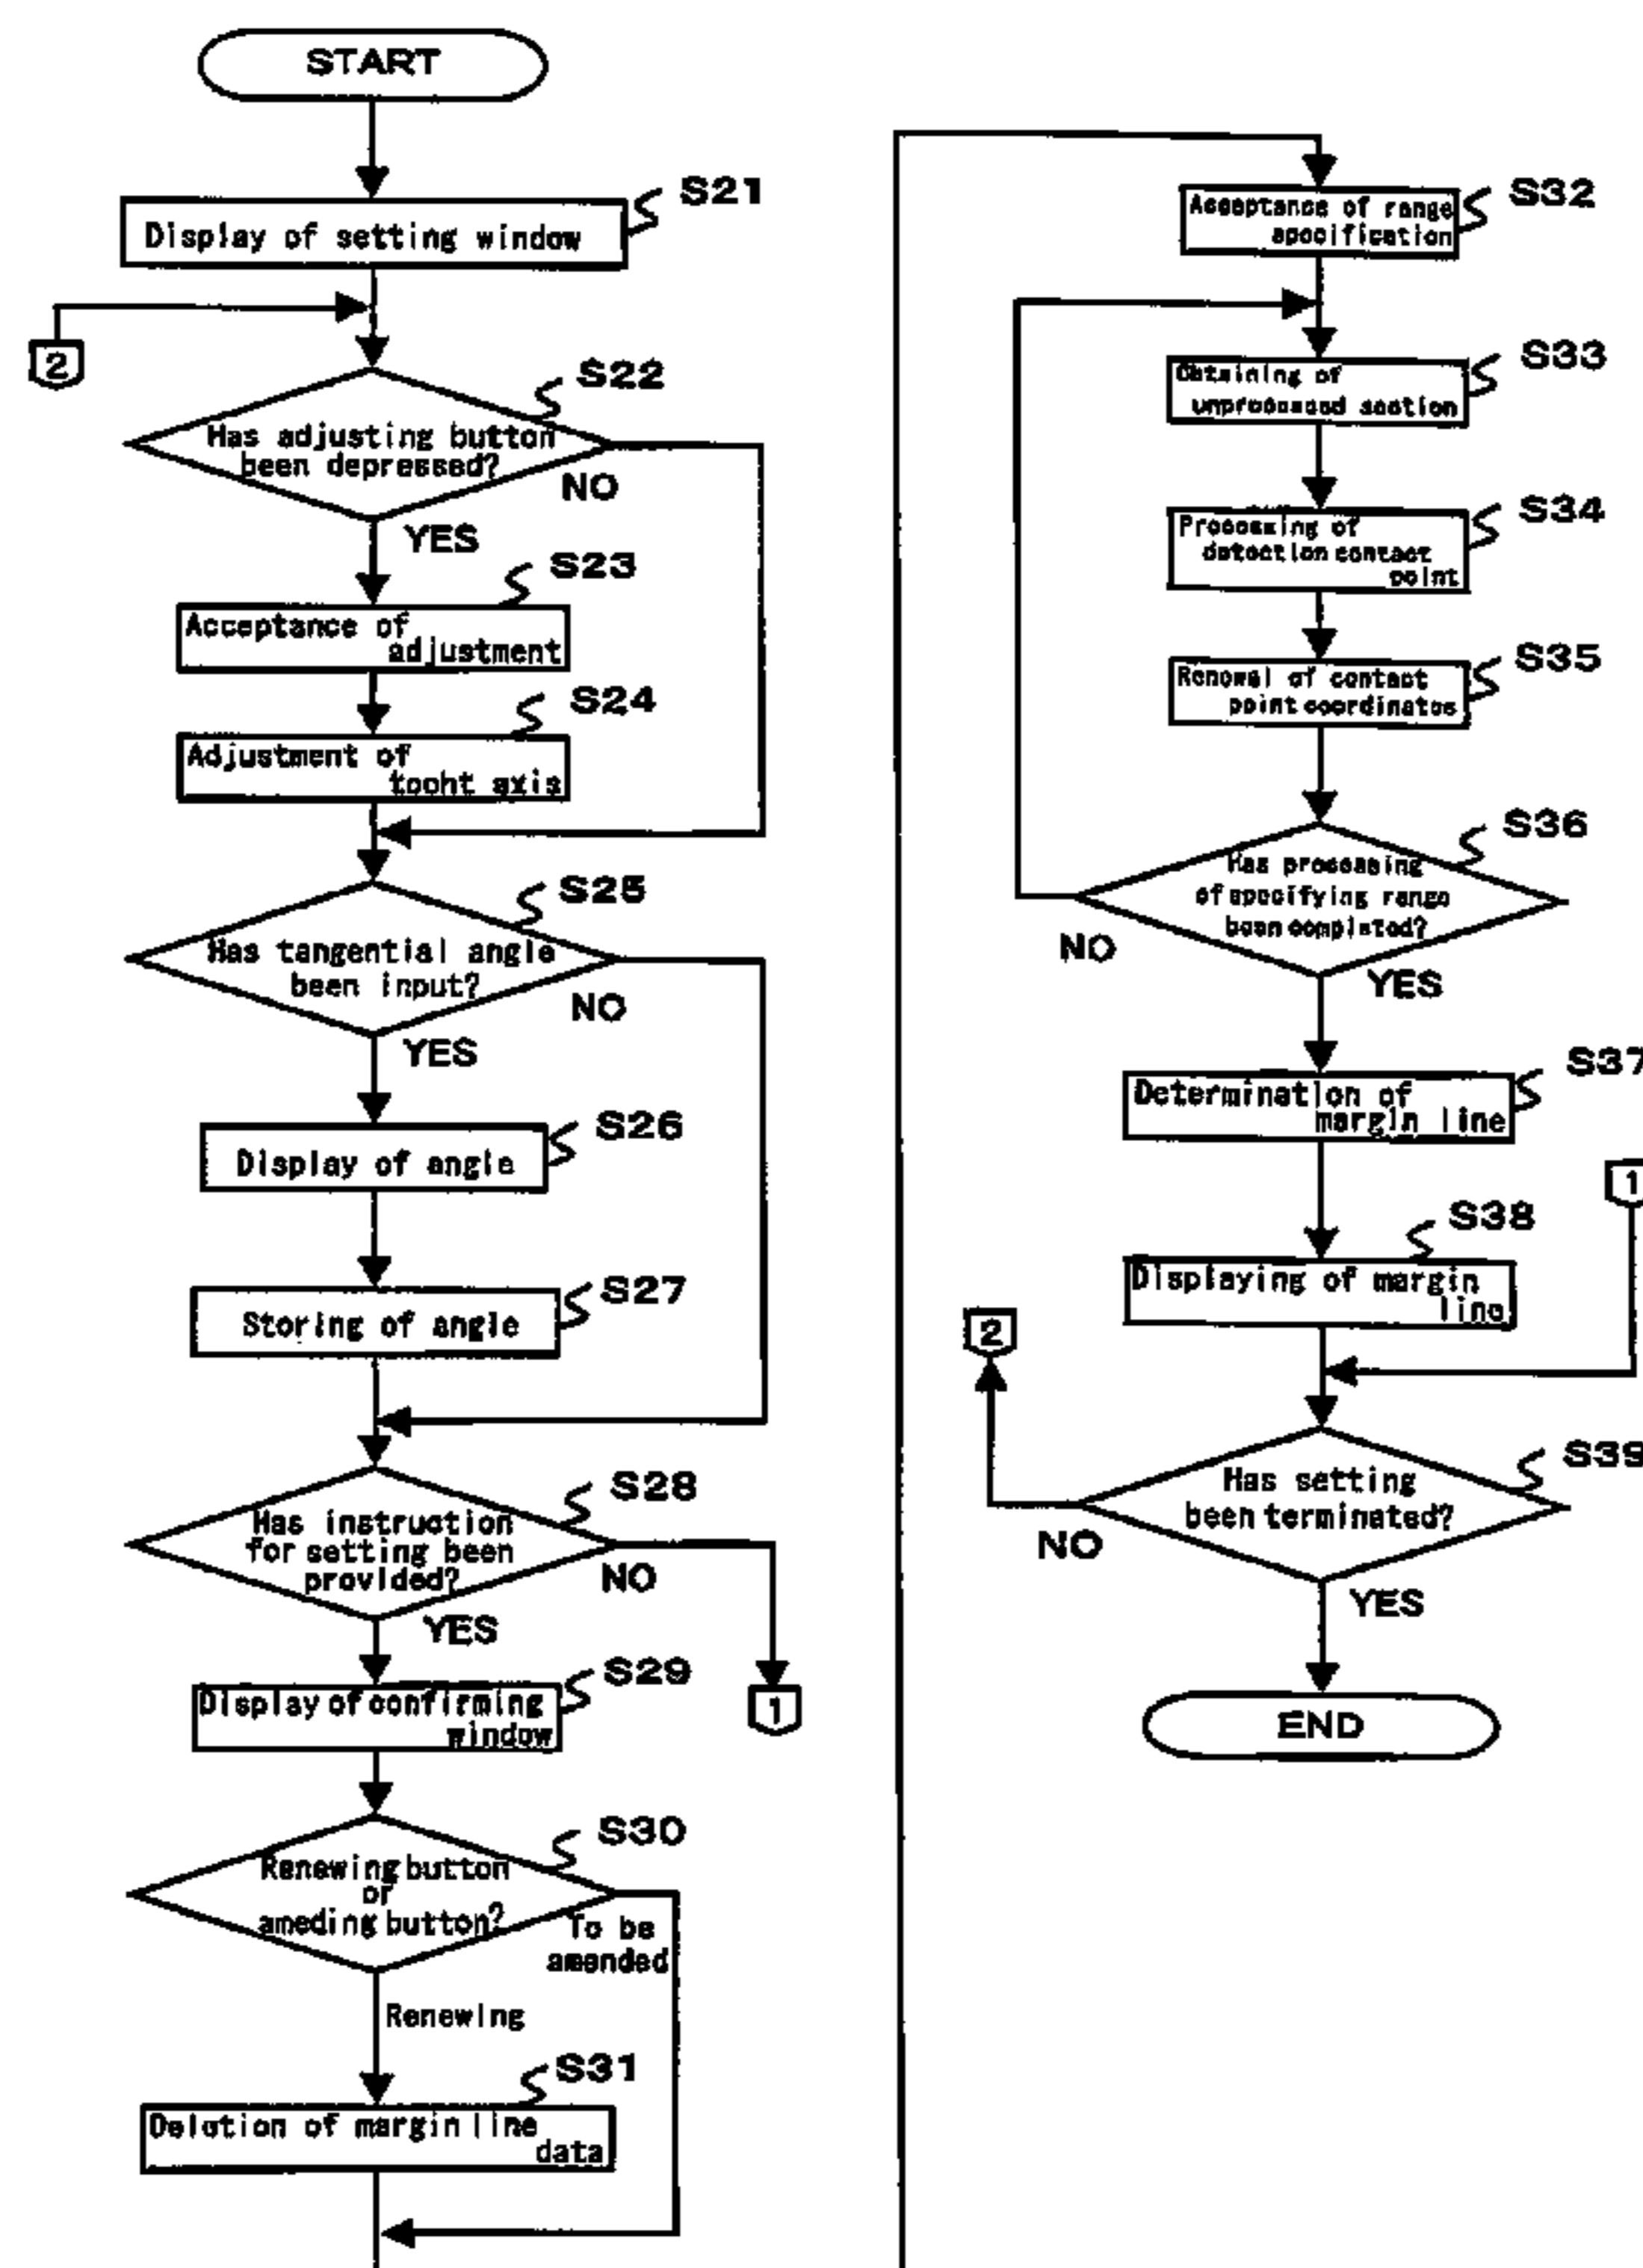 START
S21
Display of setting window
2
S22
Has adjusting button
been depressed?
NO
YES
S23
Acceptance of
adjustment
S24
Adjustment of
tooht axis
S25
Has tangential angle
been input?
NO
YES
S26
Display of angle
S27
Storing of angle
S28
Has instruction
for setting been
provided?
NO
YES
S29
Display of confirming
window
1
S30
Renewing button
or
ameding button?
To be
amended
Renewing
S31
Deletion of margin line
data
S32
Acceptance of range
specification
S33
Obtaining of
unprocessed section
S34
Processing of
detection contact
point
S35
Renewal of contact
point coordinates
S36
Has processing
of specifying range
been completed?
NO
YES
S37
Determination of
margin line
1
S38
Displaying of margin
line
2
S39
Has setting
been terminated?
NO
YES
END